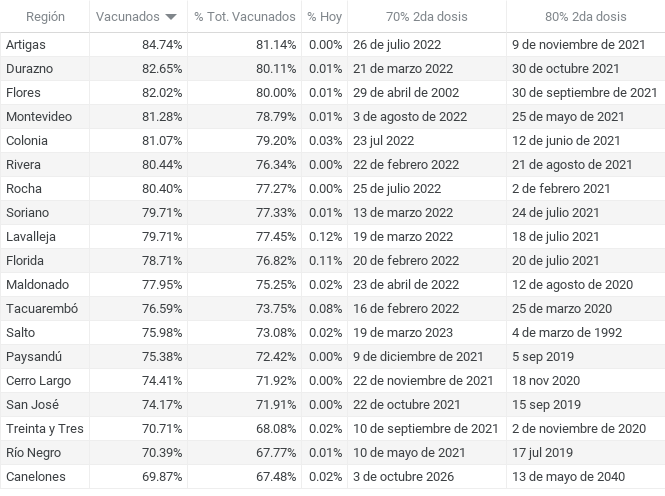 Región Vacunados % Tot. Vacunados % Hoy 70% 2da dosis 80% 2da dosis
Artigas 84.74% 81.14% 0.00% 26 de julio 2022 9 de noviembre de 2021
Durazno 82.65% 80.11% 0.01% 21 de marzo 2022 30 de octubre 2021
Flores 82.02% 80.00% 0.01% 29 de abril de 2002 30 de septiembre de 2021
Montevideo 81.28% 78.79% 0.01% 3 de agosto de 2022 25 de mayo de 2021
Colonia 81.07% 79.20% 0.03% 23 jul 2022 12 de junio de 2021
Rivera 80.44% 76.34% 0.00% 22 de febrero 2022 21 de agosto de 2021
Rocha 80.40% 77.27% 0.00% 25 de julio 2022 2 de febrero 2021
Soriano 79.71% 77.33% 0.01% 13 de marzo 2022 24 de julio 2021
Lavalleja 79.71% 77.45% 0.12% 19 de marzo 2022 18 de julio 2021
Florida 78.71% 76.82% 0.11% 20 de febrero 2022 20 de julio 2021
Maldonado 77.95% 75.25% 0.02% 23 de abril de 2022 12 de agosto de 2020
Tacuarembó 76.59% 73.75% 0.08% 16 de febrero 2022 25 de marzo 2020
Salto 75.98% 73.08% 0.02% 19 de marzo 2023 4 de marzo de 1992
Paysandú 75.38% 72.42% 0.00% 9 de diciembre de 2021 5 sep 2019
Cerro Largo 74.41% 71.92% 0.00% 22 de noviembre de 2021 18 nov 2020
San José 74.17% 71.91% 0.00% 22 de octubre 2021 15 sep 2019
Treinta y Tres 70.71% 68.08% 0.02% 10 de septiembre de 2021 2 de noviembre de 2020
Río Negro 70.39% 67.77% 0.01% 10 de mayo de 2021 17 jul 2019
Canelones 69.87% 67.48% 0.02% 3 de octubre 2026 13 de mayo de 2040